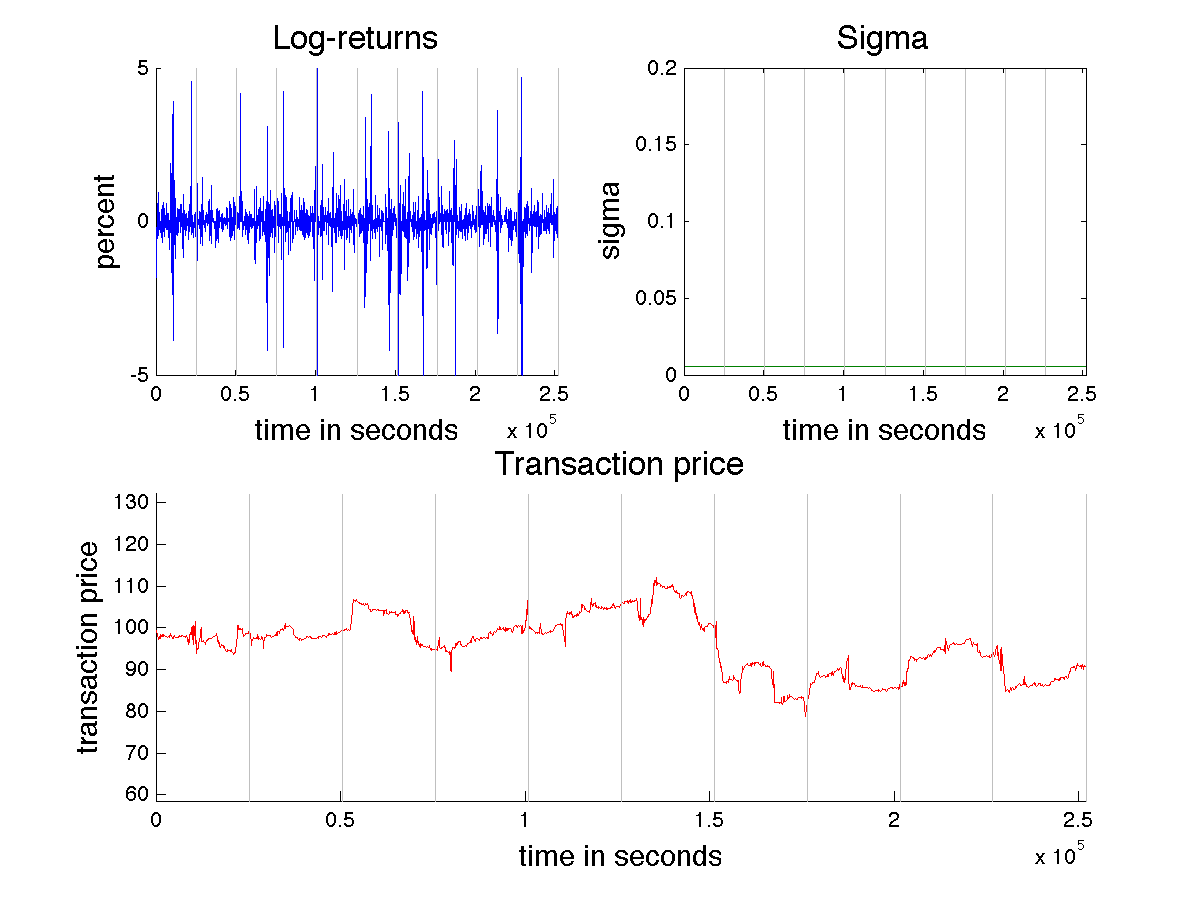 Log-returns
5
0
-5
percent
0 0.5 1 1.5 2 2.5
x 10^5
time in seconds
Sigma
0.2
0.15
0.1
0.05
0
sigma
0 0.5 1 1.5 2 2.5
x 10^5
time in seconds
Transaction price
130
120
110
100
90
80
70
60
transaction price
0 0.5 1 1.5 2 2.5
x 10^5
time in seconds